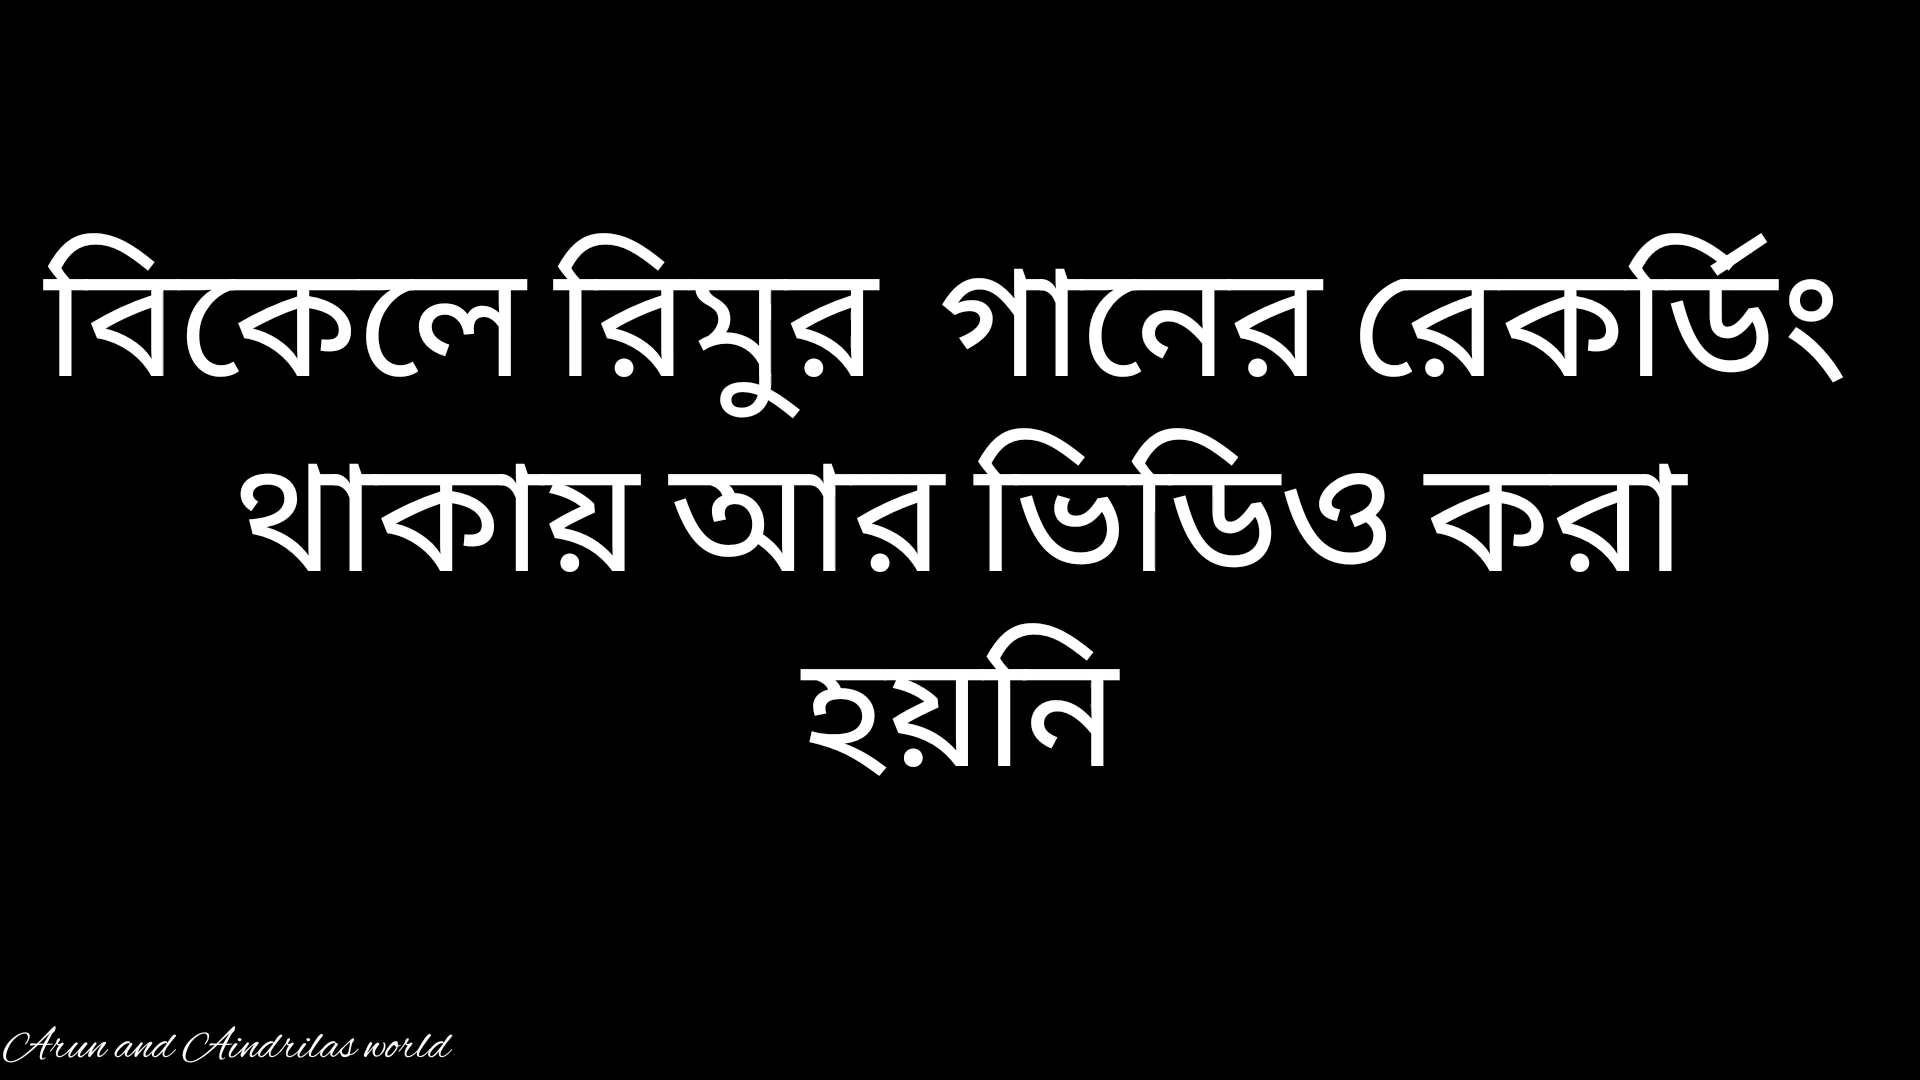 বিকেলে রিমুর গানের রেকর্ডিং
থাকায় আর ভিডিও করা
হয়নি
Arun and Aindrilas world